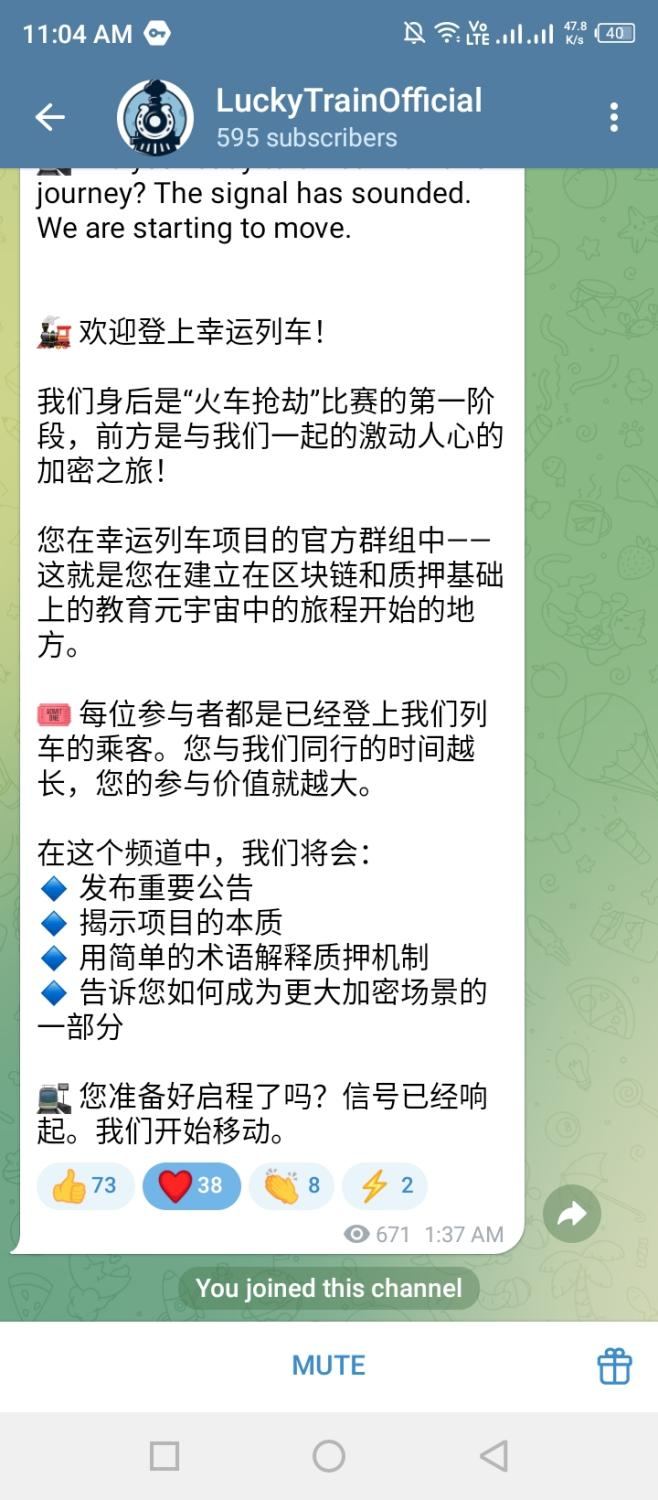 11:04 AM
Vo
LTE
47.8
K/s
40
LuckyTrainOfficial
595 subscribers
journey? The signal has sounded.
We are starting to move.
🚂 欢迎登上幸运列车！
我们身后是“火车抢劫”比赛的第一阶
段，前方是与我们一起的激动人心的
加密之旅！
您在幸运列车项目的官方群组中——
这就是您在建立在区块链和质押基础
上的教育元宇宙中的旅程开始的地
方。
🎟 每位参与者都是已经登上我们列
车的乘客。您与我们同行的时间越
长，您的参与价值就越大。
在这个频道中，我们将会：
🔹 发布重要公告
🔹 揭示项目的本质
🔹 用简单的术语解释质押机制
🔹 告诉您如何成为更大加密场景的
一部分
🚉 您准备好启程了吗？信号已经响
起。我们开始移动。
👍 73 ❤️ 38 👏 8 ⚡ 2
671 1:37 AM
You joined this channel
MUTE